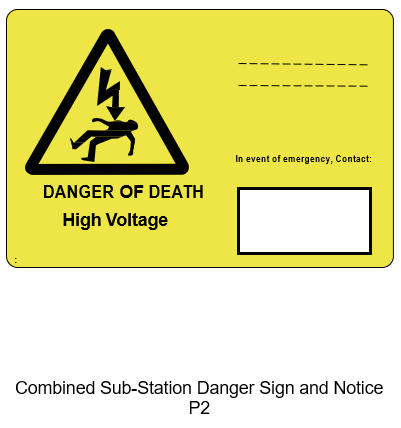 In event of emergency, Contact:
DANGER OF DEATH
High Voltage
:
Combined Sub-Station Danger Sign and Notice
P2